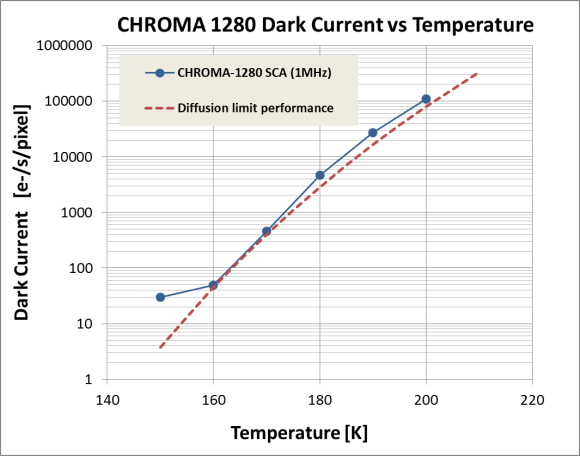 CHROMA 1280 Dark Current vs Temperature
Dark Current [e-/s/pixel]
1000000
100000
10000
1000
100
10
1
CHROMA-1280 SCA (1MHz)
Diffusion limit performance
140 160 180 200 220
Temperature [K]